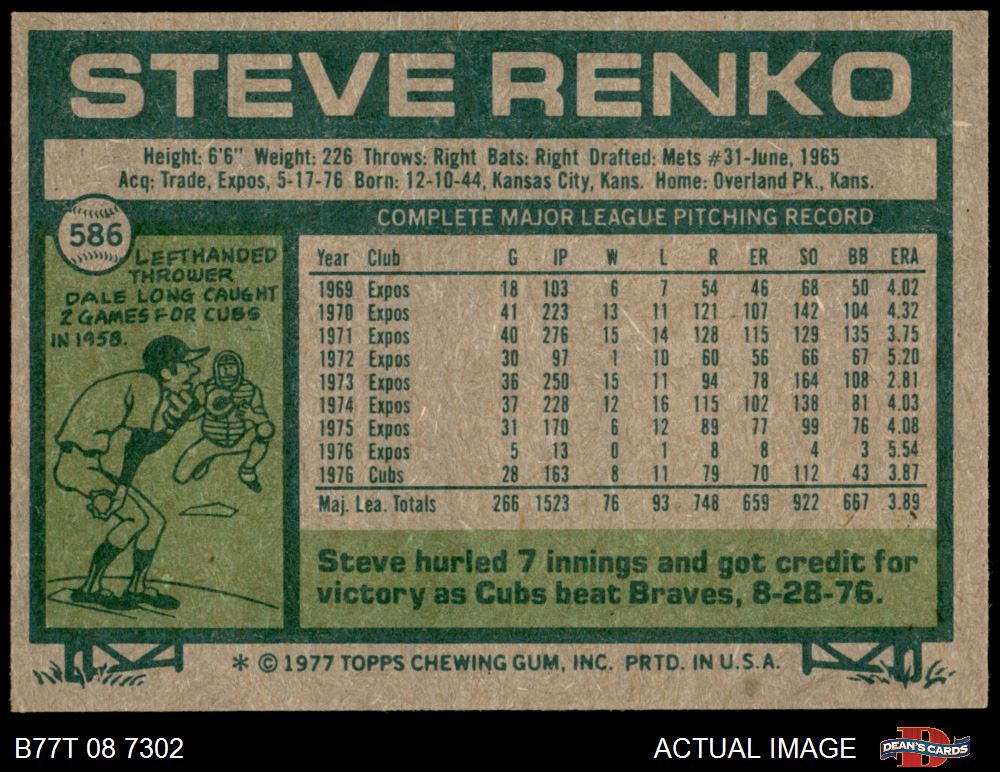 STEVE RENKO
Height: 6'6" Weight: 226 Throws: Right Bats: Right Drafted: Mets #31-June, 1965
Acq: Trade, Expos, 5-17-76 Born: 12-10-44, Kansas City, Kans. Home: Overland Pk., Kans.
586
LEFTHANDED
THROWER
DALE LONG CAUGHT
2 GAMES FOR CUBS
IN 1958.
COMPLETE MAJOR LEAGUE PITCHING RECORD
Year Club G IP W L R ER SO BB ERA
1969 Expos 18 103 6 7 54 46 68 50 4.02
1970 Expos 41 223 13 11 121 107 142 104 4.32
1971 Expos 40 276 15 14 128 115 129 135 3.75
1972 Expos 30 97 1 10 60 56 66 67 5.20
1973 Expos 36 250 15 11 94 78 164 108 2.81
1974 Expos 37 228 12 16 115 102 138 81 4.03
1975 Expos 31 170 6 12 89 77 99 76 4.08
1976 Expos 5 13 0 1 8 8 4 3 5.54
1976 Cubs 28 163 8 11 79 70 112 43 3.87
Maj. Lea. Totals 266 1523 76 93 748 659 922 667 3.89
Steve hurled 7 innings and got credit for
victory as Cubs beat Braves, 8-28-76.
* © 1977 TOPPS CHEWING GUM, INC. PRTD. IN U.S.A.
B77T 08 7302
ACTUAL IMAGE
DEAN'S CARDS